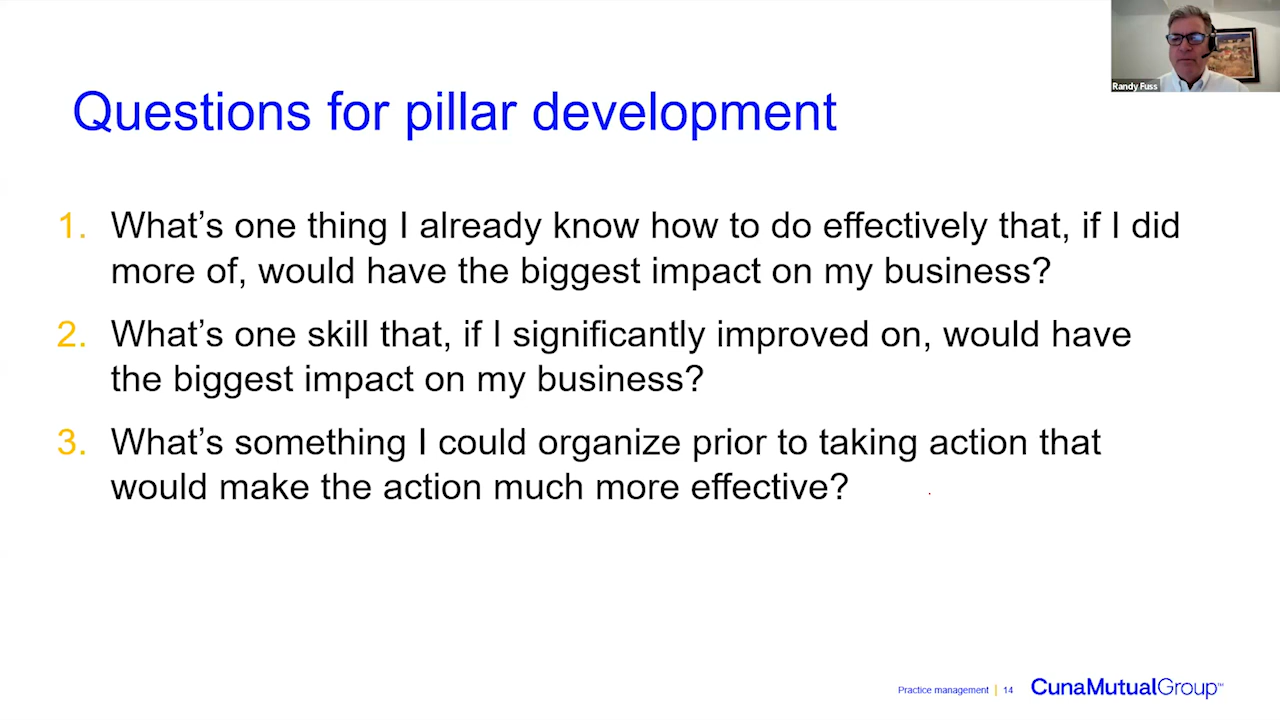 Randy Fuss
Questions for pillar development
1. What’s one thing I already know how to do effectively that, if I did
more of, would have the biggest impact on my business?
2. What’s one skill that, if I significantly improved on, would have
the biggest impact on my business?
3. What’s something I could organize prior to taking action that
would make the action much more effective?
Practice management | 14 CunaMutualGroup™